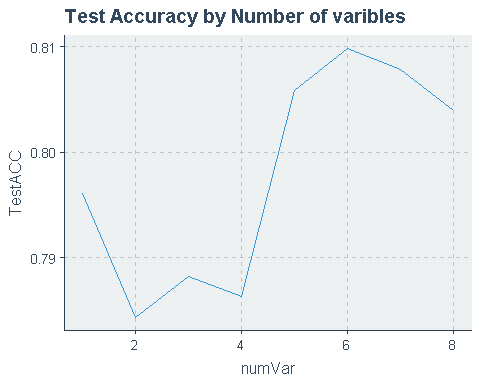 Test Accuracy by Number of varibles
0.81
0.80
0.79
TestACC
2 4 6 8
numVar